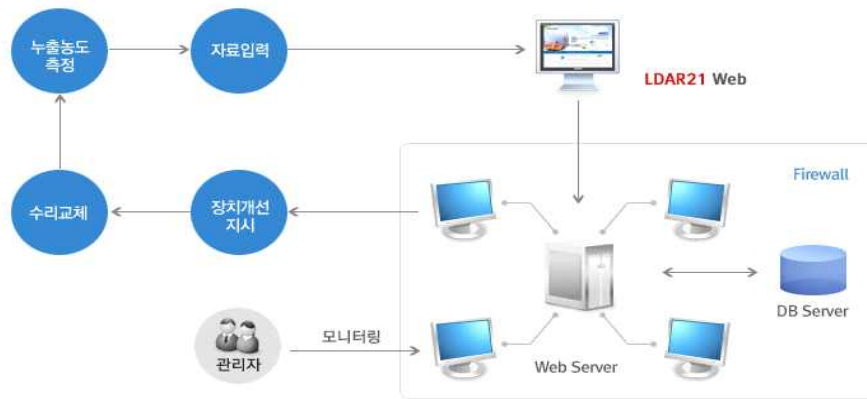 누출농도
측정
자료입력
LDAR21 Web
Firewall
수리교체
장치개선
지시
DB Server
모니터링
관리자
Web Server